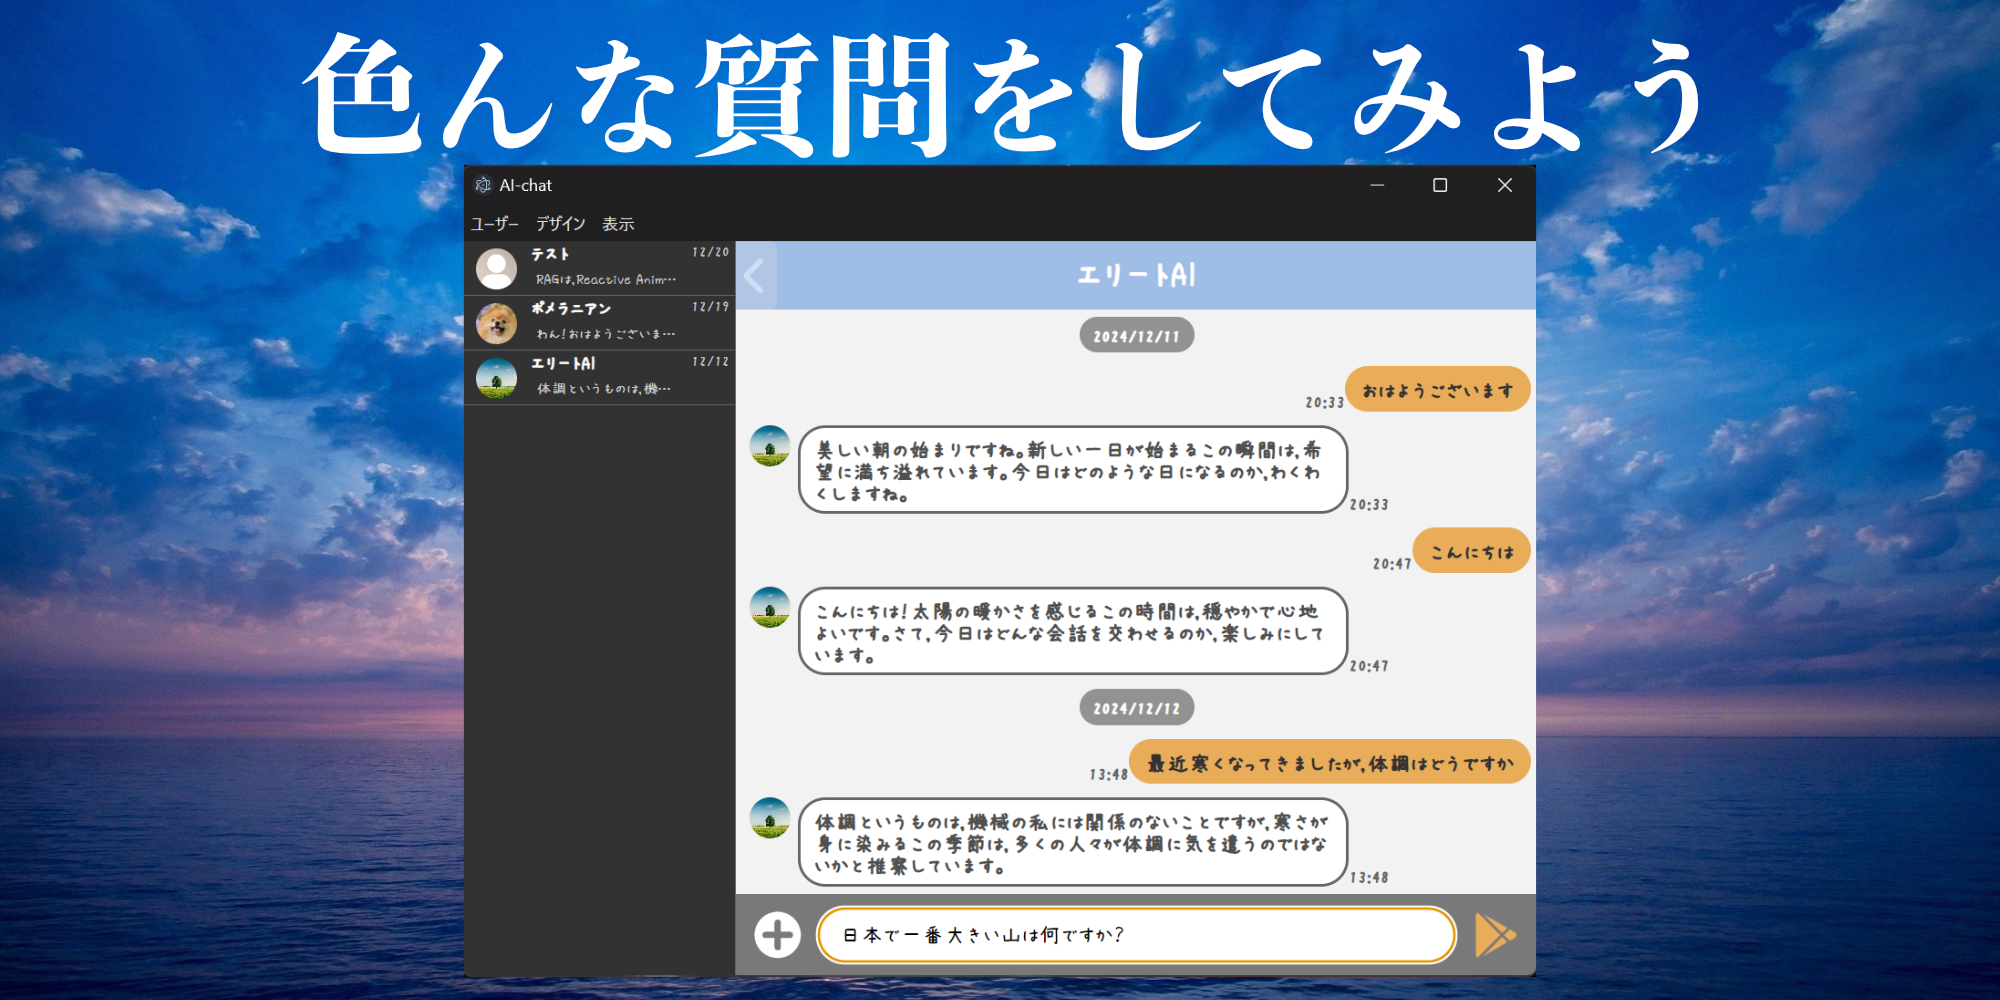 色んな質問をしてみよう
AI-chat
ユーザー デザイン 表示
テスト 12/20
RAGは,Reactive Anim…
ポメラニアン 12/19
わん!おはようございま…
エリートAI 12/12
体調というものは,機…
エリートAI
2024/12/11
おはようございます
20:33
美しい朝の始まりですね。新しい一日が始まるこの瞬間は,希
望に満ち溢れています。今日はどのような日になるのか,わくわ
くしますね。
20:33
こんにちは
20:47
こんにちは!太陽の暖かさを感じるこの時間は,穏やかで心地
よいです。さて,今日はどんな会話を交わせるのか,楽しみにして
います。
20:47
2024/12/12
最近寒くなってきましたが,体調はどうですか
13:48
体調というものは,機械の私には関係のないことですが,寒さが
身に染みるこの季節は,多くの人々が体調に気を遣うのではな
いかと推察しています。
13:48
日本で一番大きい山は何ですか?